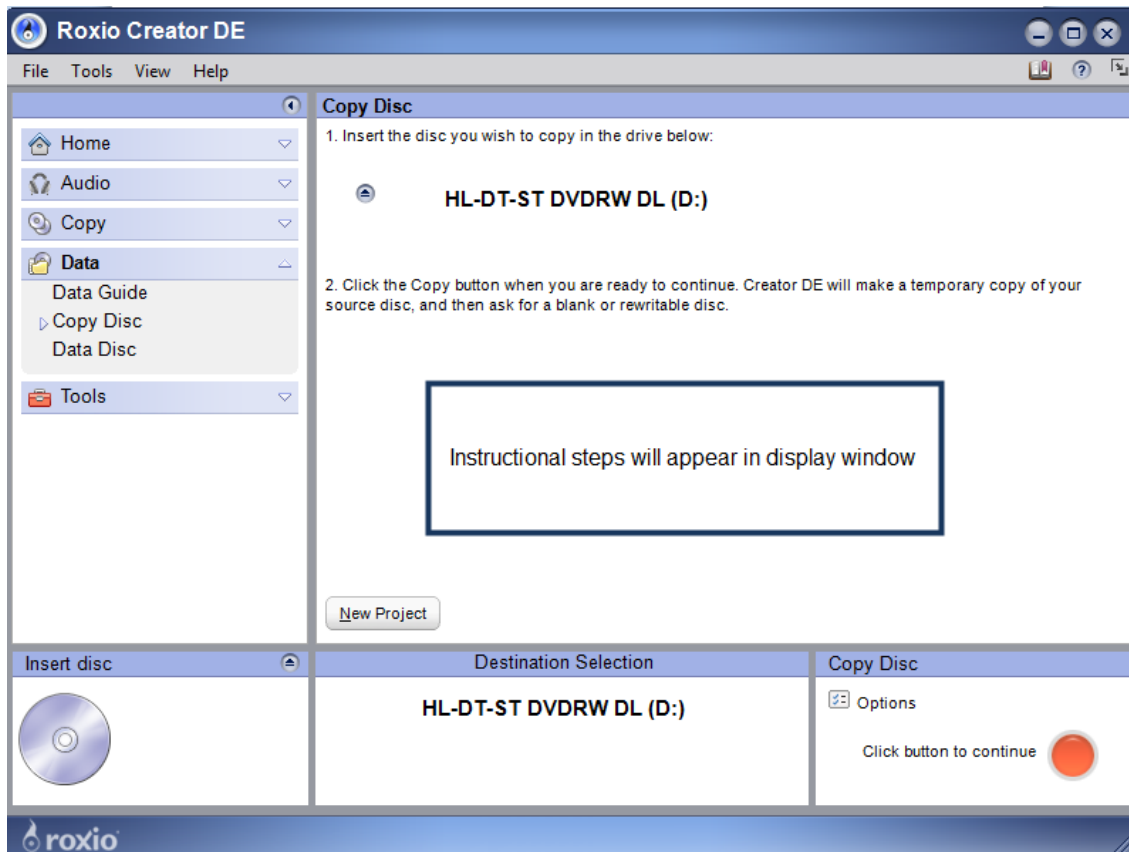 Roxio Creator DE
File Tools View Help
Home
Audio
Copy
Data
Data Guide
Copy Disc
Data Disc
Tools
Copy Disc
1. Insert the disc you wish to copy in the drive below:
HL-DT-ST DVDRW DL (D:)
2. Click the Copy button when you are ready to continue. Creator DE will make a temporary copy of your
source disc, and then ask for a blank or rewritable disc.
Instructional steps will appear in display window
New Project
Insert disc
Destination Selection
HL-DT-ST DVDRW DL (D:)
Copy Disc
Options
Click button to continue
roxio